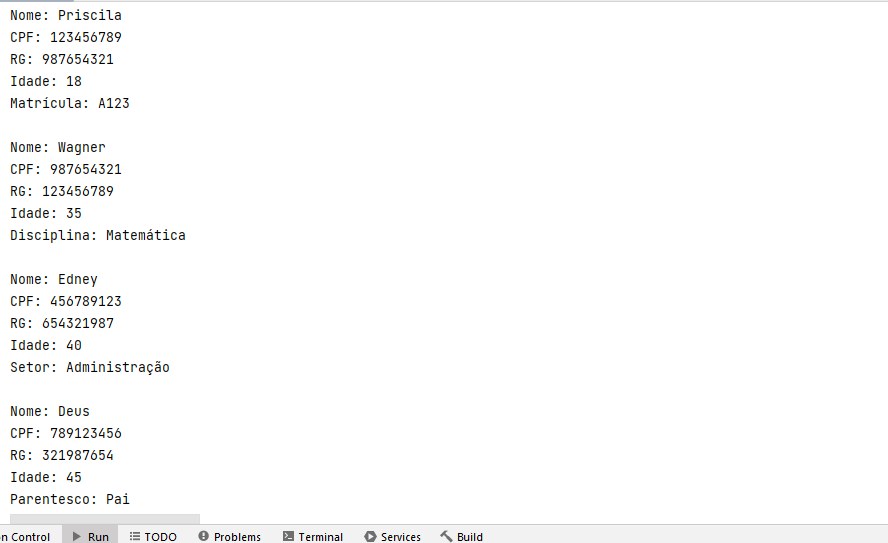 Nome: Priscila
CPF: 123456789
RG: 987654321
Idade: 18
Matrícula: A123
Nome: Wagner
CPF: 987654321
RG: 123456789
Idade: 35
Disciplina: Matemática
Nome: Edney
CPF: 456789123
RG: 654321987
Idade: 40
Setor: Administração
Nome: Deus
CPF: 789123456
RG: 321987654
Idade: 45
Parentesco: Pai
n Control Run TODO Problems Terminal Services Build